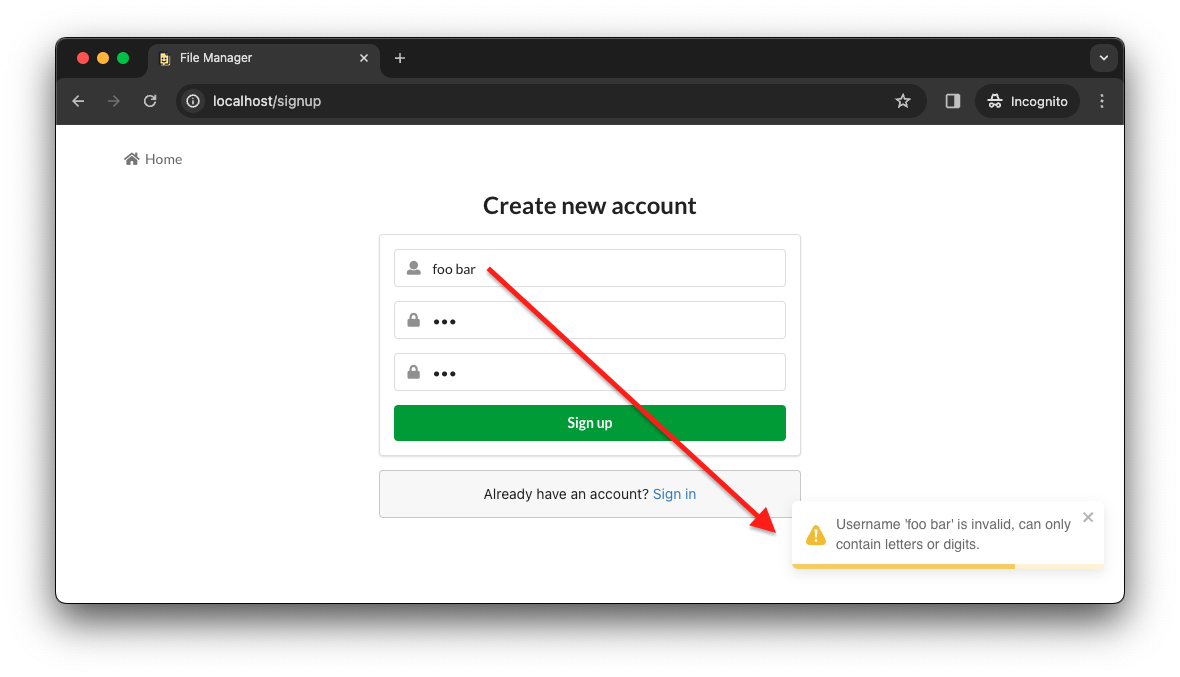 File Manager
localhost/signup
Incognito
Home
Create new account
foo bar
•••
•••
Sign up
Already have an account? Sign in
Username 'foo bar' is invalid, can only
contain letters or digits.